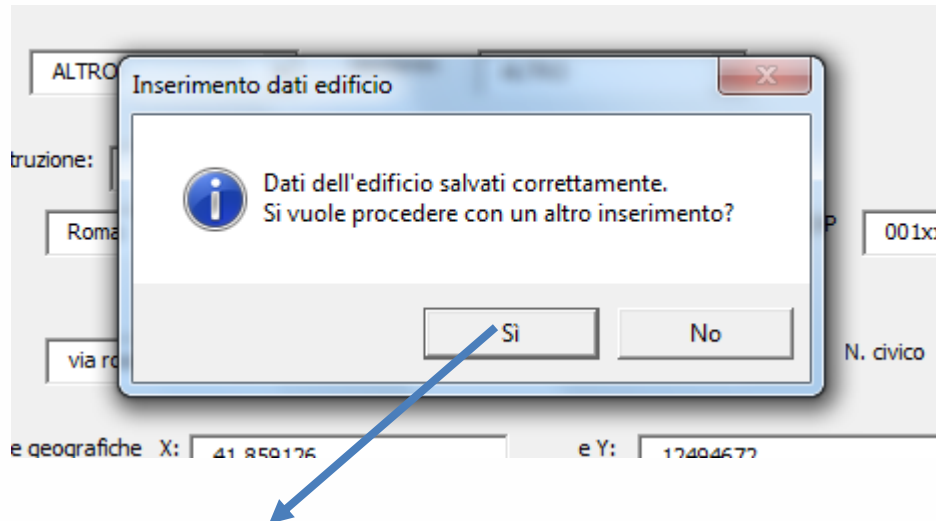 ALTRO
Inserimento dati edificio
truzione:
Dati dell'edificio salvati correttamente.
Si vuole procedere con un altro inserimento?
Roma
P
001x
Sì
No
via ro
N. civico
e geografiche X: 41.859126 e Y: 12494672